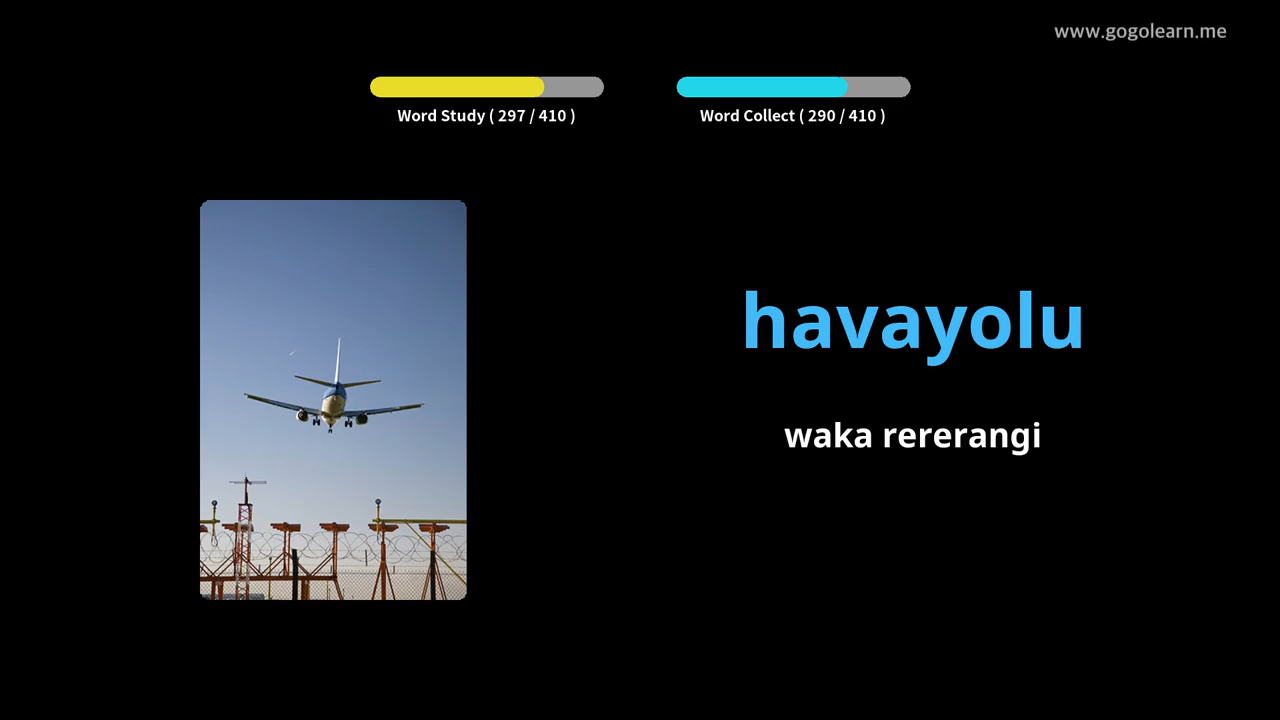 www.gogolearn.me
Word Study ( 297 / 410 )
Word Collect ( 290 / 410 )
havayolu
waka rererangi